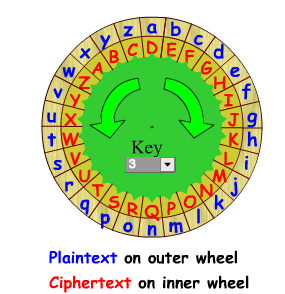 a b c d e f g h i j k l m n o p q r s t u v w x y z
D E F G H I J K L M N O P Q R S T U V W X Y Z A B C
Key
3
Plaintext on outer wheel
Ciphertext on inner wheel